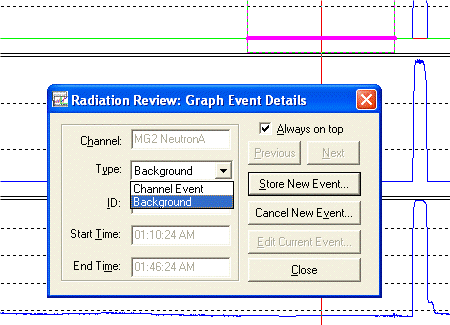 Radiation Review: Graph Event Details
Channel: MG2 NeutronA
Always on top
Previous Next
Type: Background
Channel Event
Background
ID:
Store New Event...
Cancel New Event...
Start Time: 01:10:24 AM
Edit Current Event...
End Time: 01:46:24 AM
Close